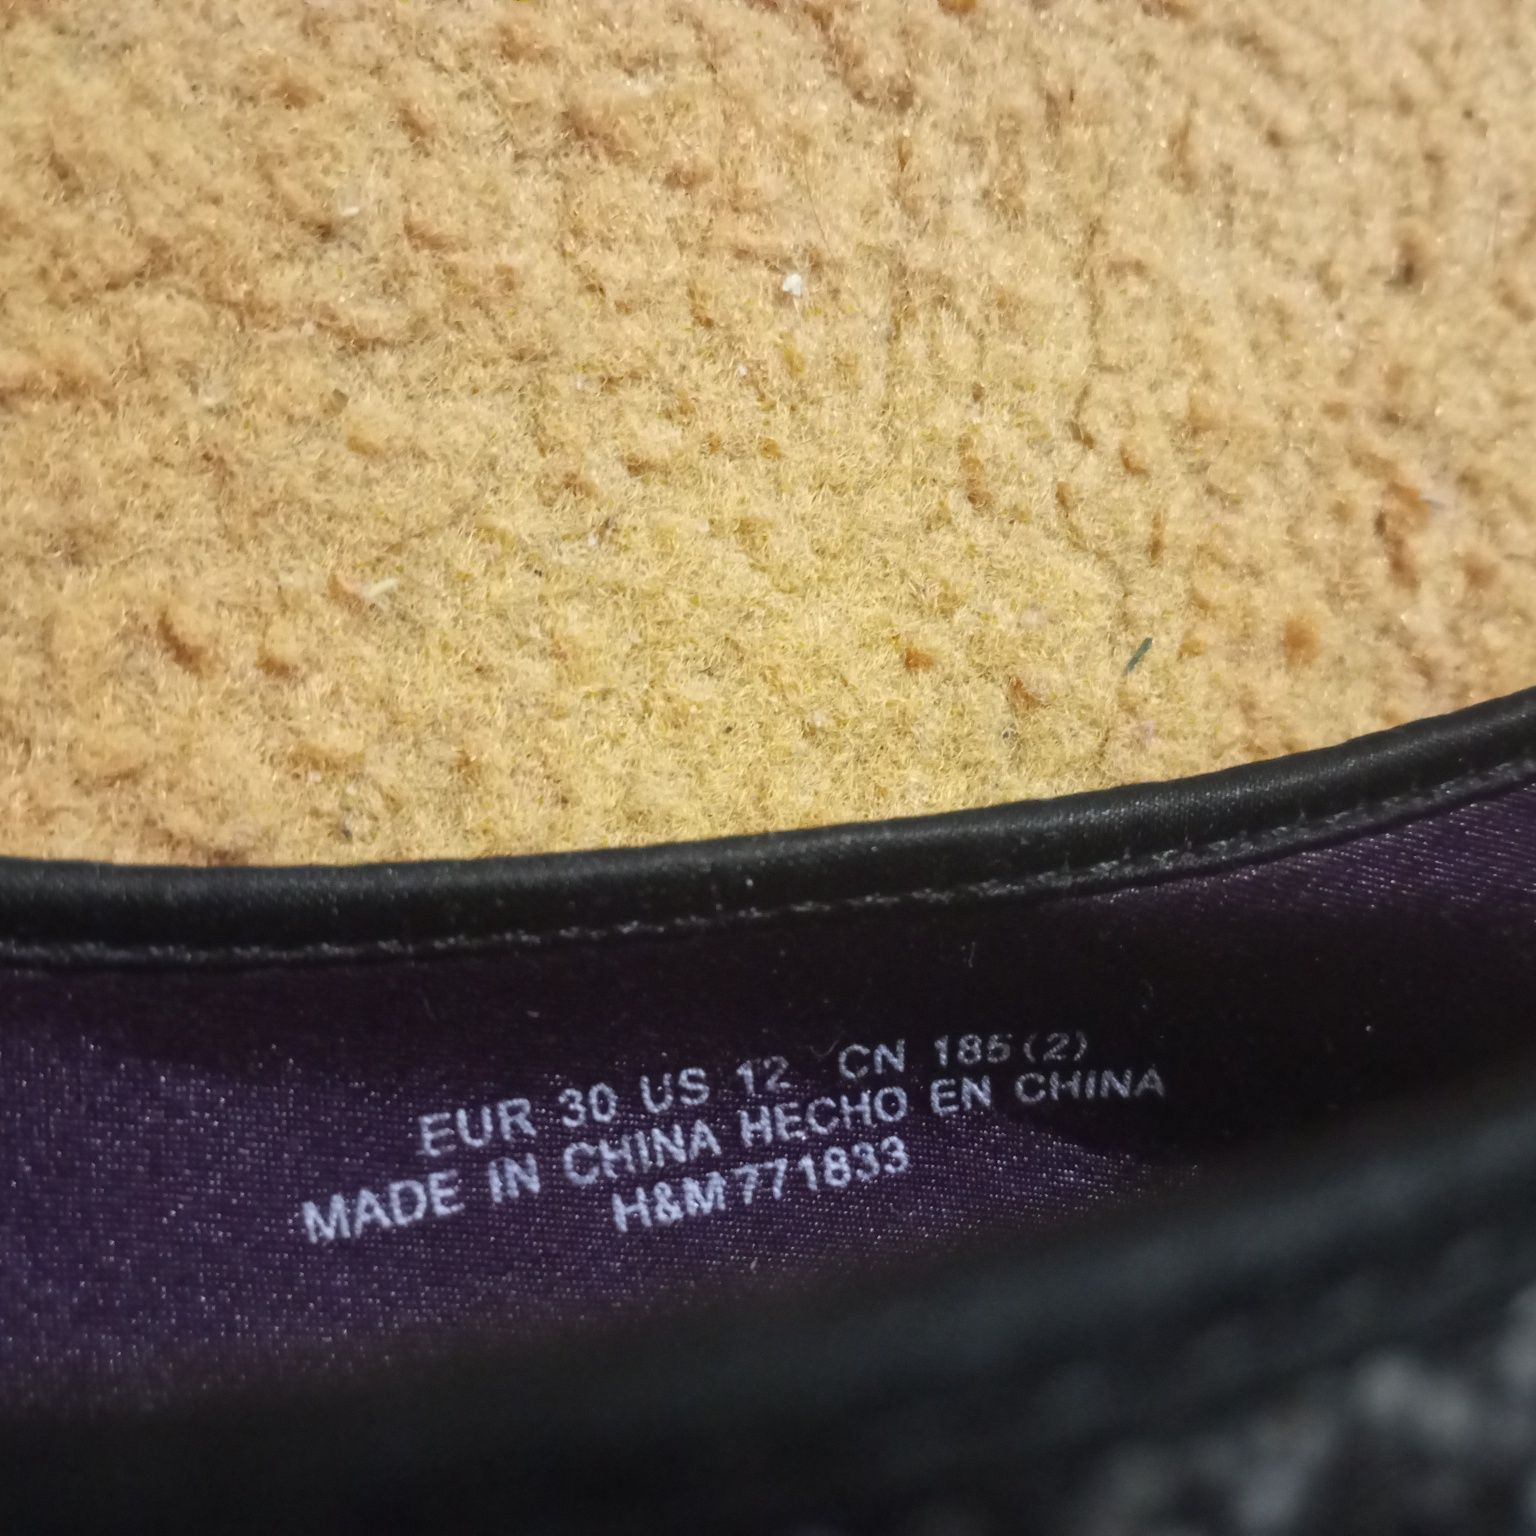 EUR 30 US 12 CN 185(2)
MADE IN CHINA HECHO EN CHINA
H&M771833